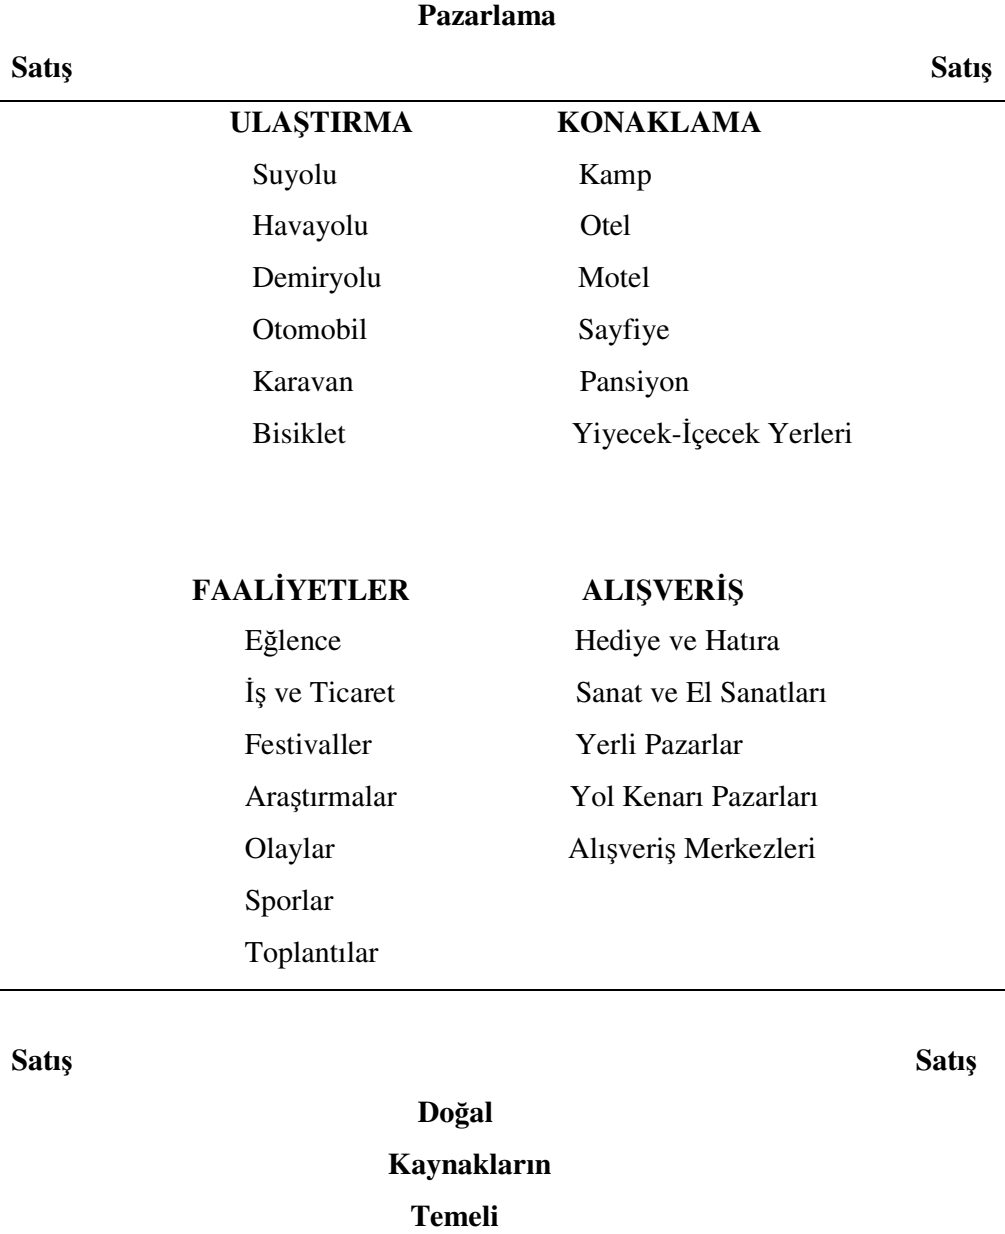 Pazarlama
Satış Satış
ULAŞTIRMA KONAKLAMA
Suyolu Kamp
Havayolu Otel
Demiryolu Motel
Otomobil Sayfiye
Karavan Pansiyon
Bisiklet Yiyecek-İçecek Yerleri
FAALİYETLER ALIŞVERİŞ
Eğlence Hediye ve Hatıra
İş ve Ticaret Sanat ve El Sanatları
Festivaller Yerli Pazarlar
Araştırmalar Yol Kenarı Pazarları
Olaylar Alışveriş Merkezleri
Sporlar
Toplantılar
Satış Satış
Doğal
Kaynakların
Temeli